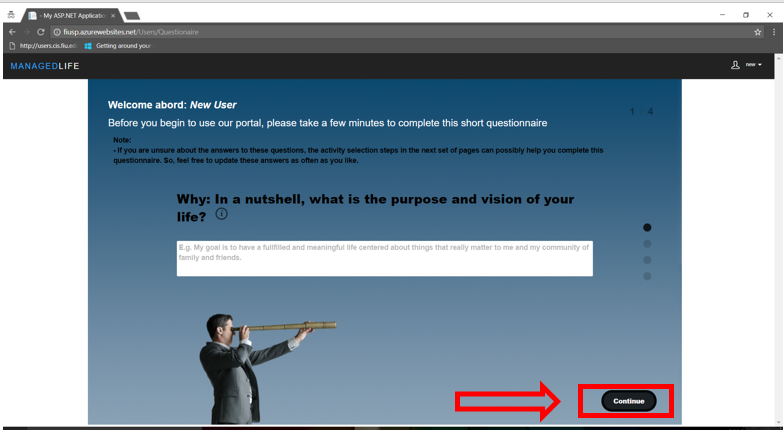 - My ASP.NET Application
fiusp.azurewebsites.net/Users/Questionaire
http://users.cis.fiu.ed
Getting around your
MANAGEDLIFE
new
Welcome abord: New User
1 4
Before you begin to use our portal, please take a few minutes to complete this short questionnaire
Note:
- If you are unsure about the answers to these questions, the activity selection steps in the next set of pages can possibly help you complete this
questionnaire. So, feel free to update these answers as often as you like.
Why: In a nutshell, what is the purpose and vision of your
life?
E.g. My goal is to have a fullfilled and meaningful life centered about things that really matter to me and my community of
family and friends.
Continue